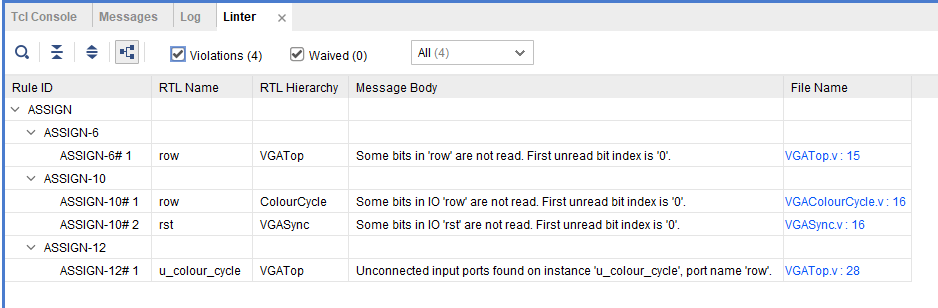 Tcl Console Messages Log Linter
Violations (4) Waived (0) All (4)
Rule ID RTL Name RTL Hierarchy Message Body File Name
ASSIGN
ASSIGN-6
ASSIGN-6# 1 row VGATop Some bits in 'row' are not read. First unread bit index is '0'. VGATop.v : 15
ASSIGN-10
ASSIGN-10# 1 row ColourCycle Some bits in IO 'row' are not read. First unread bit index is '0'. VGAColourCycle.v : 16
ASSIGN-10# 2 rst VGASync Some bits in IO 'rst' are not read. First unread bit index is '0'. VGASync.v : 16
ASSIGN-12
ASSIGN-12# 1 u_colour_cycle VGATop Unconnected input ports found on instance 'u_colour_cycle', port name 'row'. VGATop.v : 28